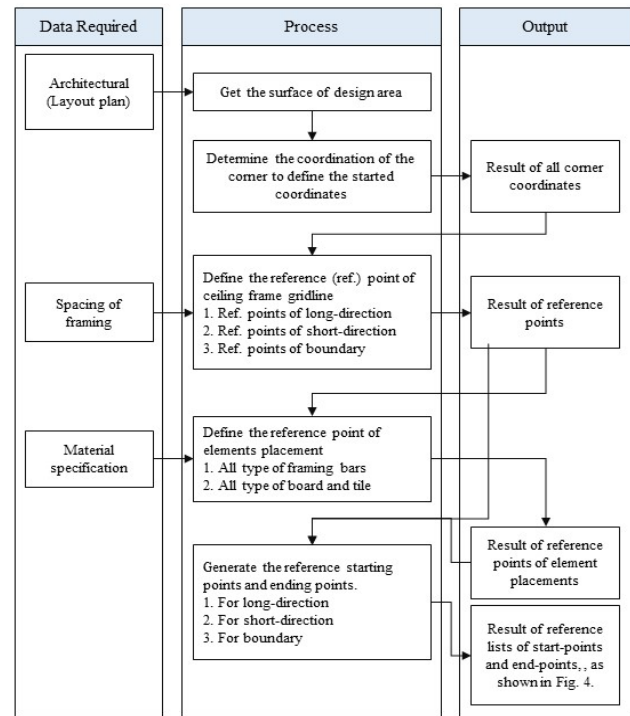 Data Required
Process
Output
Architectural
(Layout plan)
Get the surface of design area
Determine the coordination of the
corner to define the started
coordinates
Result of all corner
coordinates
Spacing of
framing
Define the reference (ref.) point of
ceiling frame gridline
1. Ref. points of long-direction
2. Ref. points of short-direction
3. Ref. points of boundary
Result of reference
points
Material
specification
Define the reference point of
elements placement
1. All type of framing bars
2. All type of board and tile
Result of reference
points of element
placements
Generate the reference starting
points and ending points.
1. For long-direction
2. For short-direction
3. For boundary
Result of reference
lists of start-points
and end-points,, as
shown in Fig. 4.